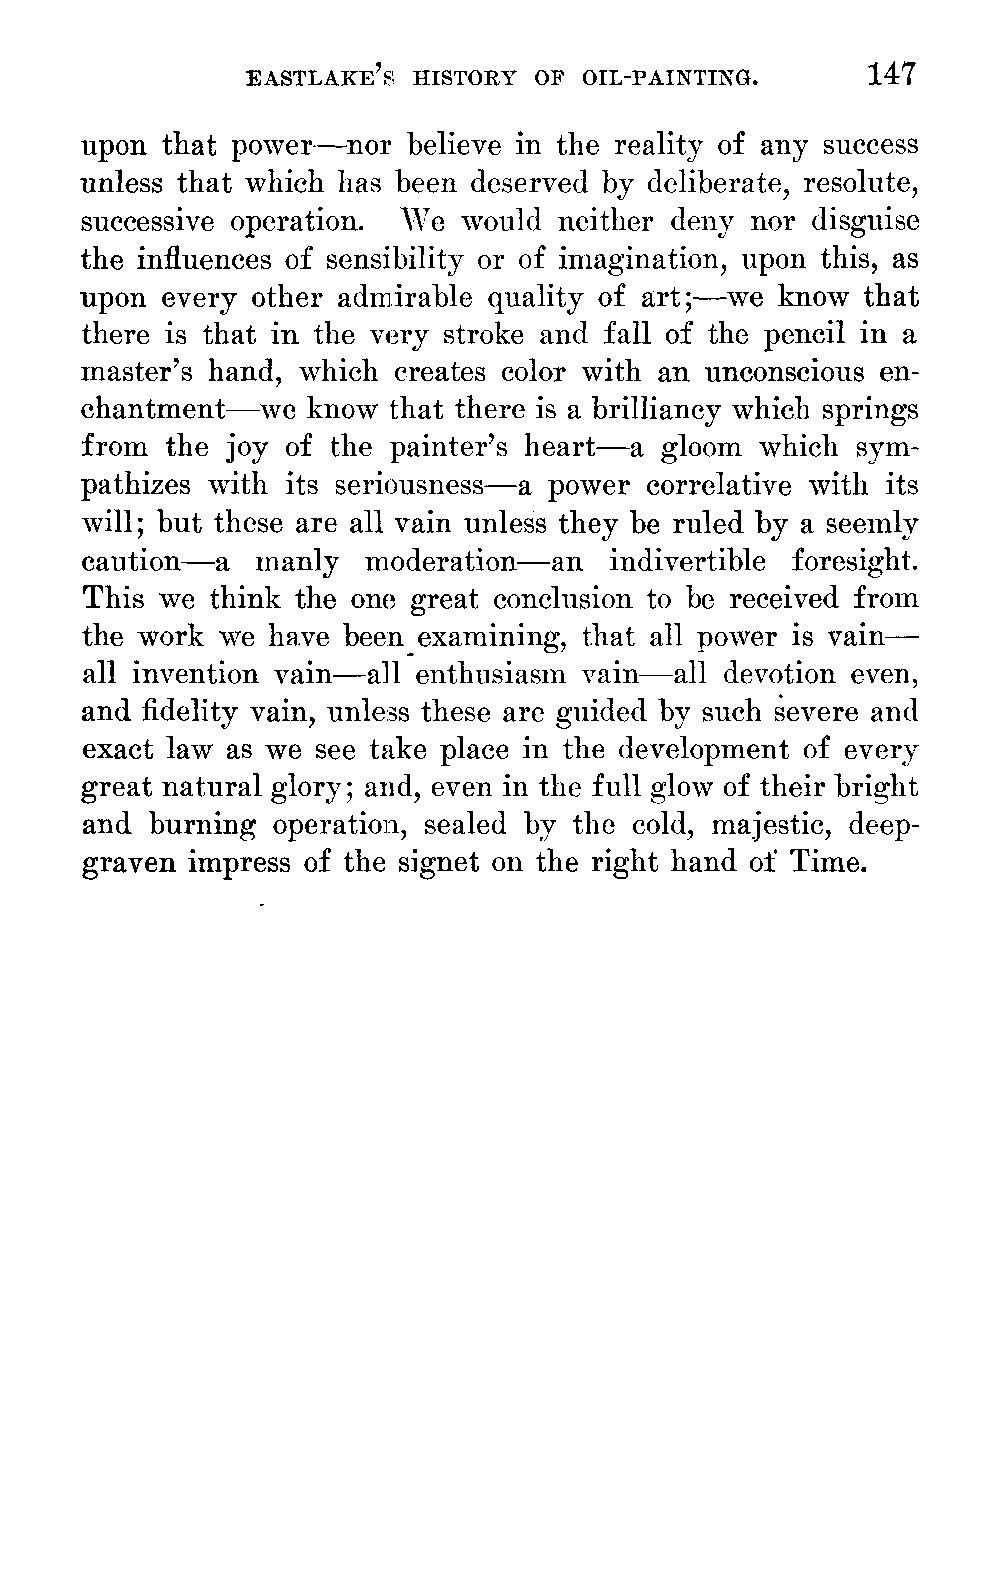 EASTLAKE'S HISTORY OF OIL-PAINTING. 147
upon that power—nor believe in the reality of any success
unless that which has been deserved by deliberate, resolute,
successive operation. We would neither deny nor disguise
the influences of sensibility or of imagination, upon this, as
upon every other admirable quality of art;—we know that
there is that in the very stroke and fall of the pencil in a
master's hand, which creates color with an unconscious en-
chantment—we know that there is a brilliancy which springs
from the joy of the painter's heart—a gloom which sym-
pathizes with its seriousness—a power correlative with its
will; but these are all vain unless they be ruled by a seemly
caution—a manly moderation—an indivertible foresight.
This we think the one great conclusion to be received from
the work we have been examining, that all power is vain—
all invention vain—all enthusiasm vain—all devotion even,
and fidelity vain, unless these are guided by such severe and
exact law as we see take place in the development of every
great natural glory; and, even in the full glow of their bright
and burning operation, sealed by the cold, majestic, deep-
graven impress of the signet on the right hand of Time.